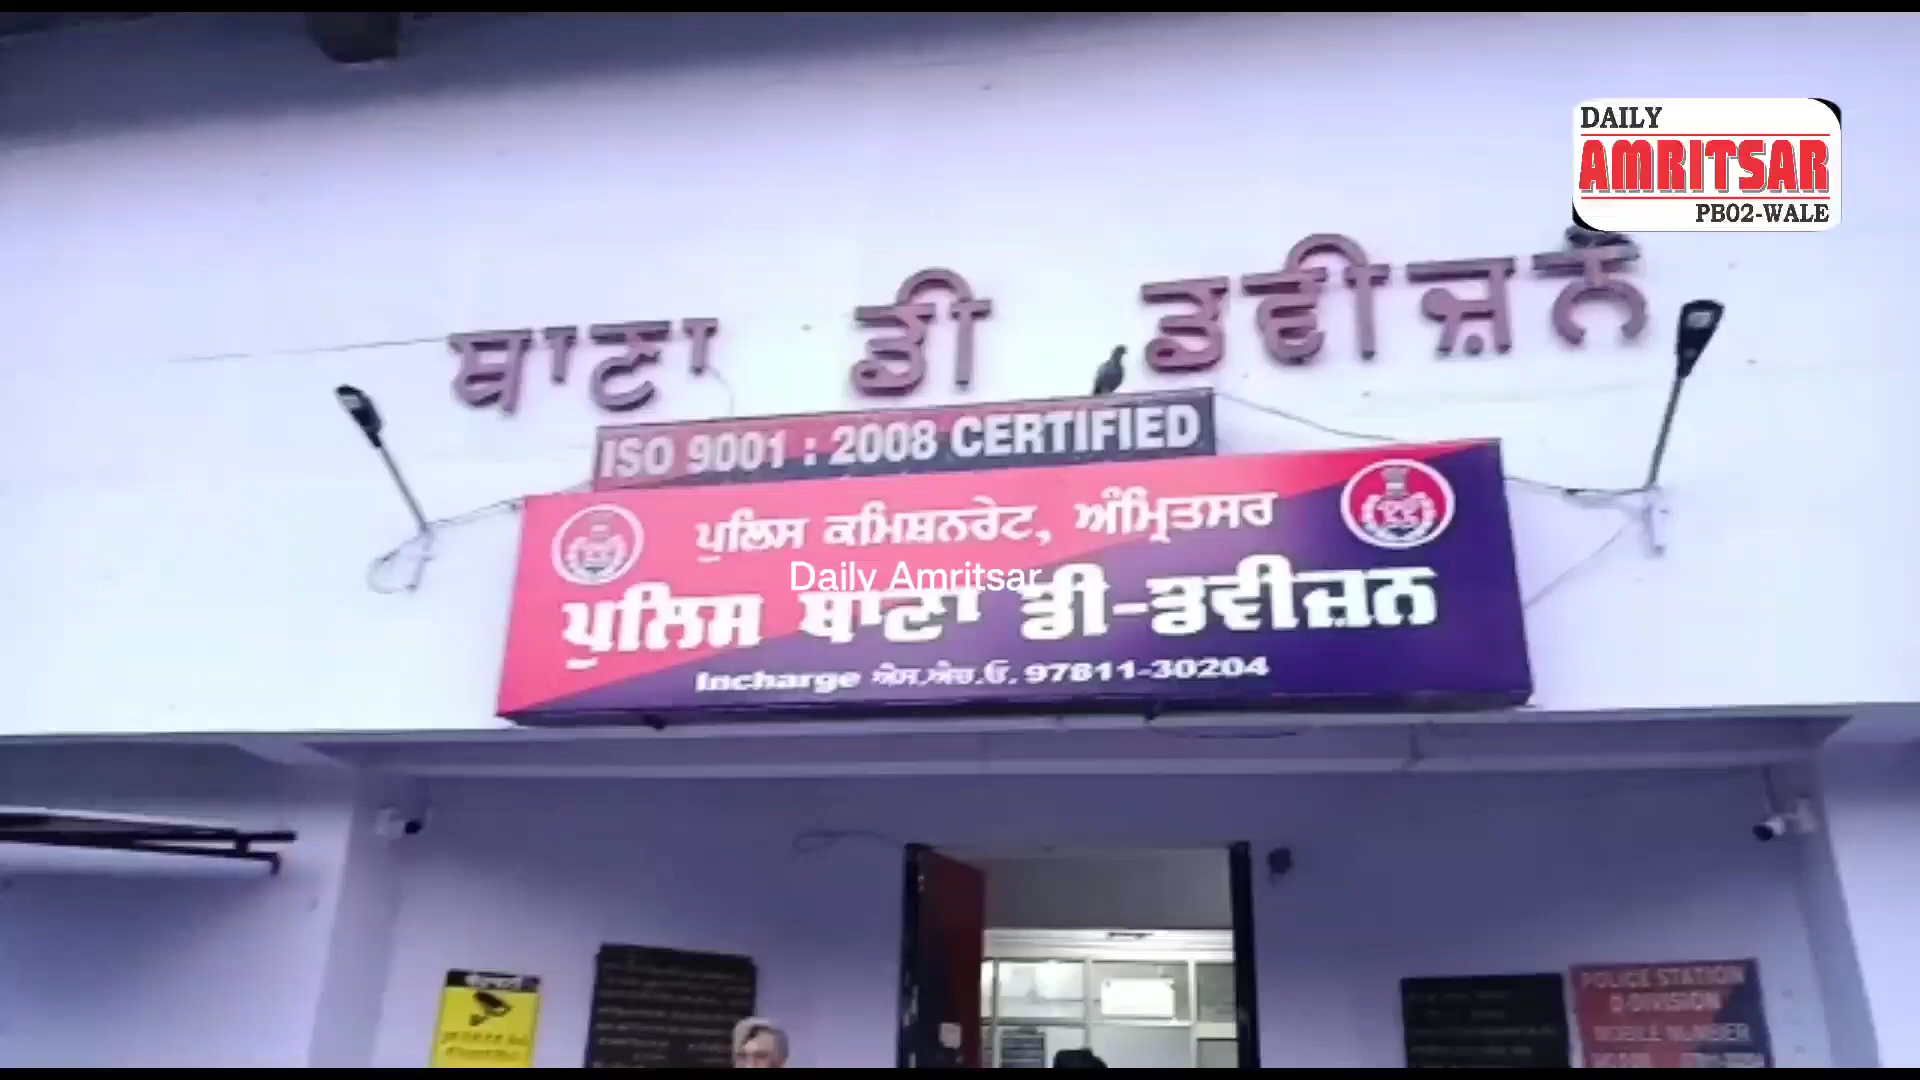 DAILY
AMRITSAR
PB02-WALE
ਥਾਣਾ ਡੀ ਡਵੀਜ਼ਨ
ISO 9001 : 2008 CERTIFIED
ਪੁਲਿਸ ਕਮਿਸ਼ਨਰੇਟ, ਅੰਮ੍ਰਿਤਸਰ
Daily Amritsar
ਪੁਲਿਸ ਥਾਣਾ ਡੀ-ਡਵੀਜ਼ਨ
Incharge ਐਸ.ਐਚ.ਓ. 97811-30204
POLICE STATION
D-DIVISION
MOBILE NUMBER